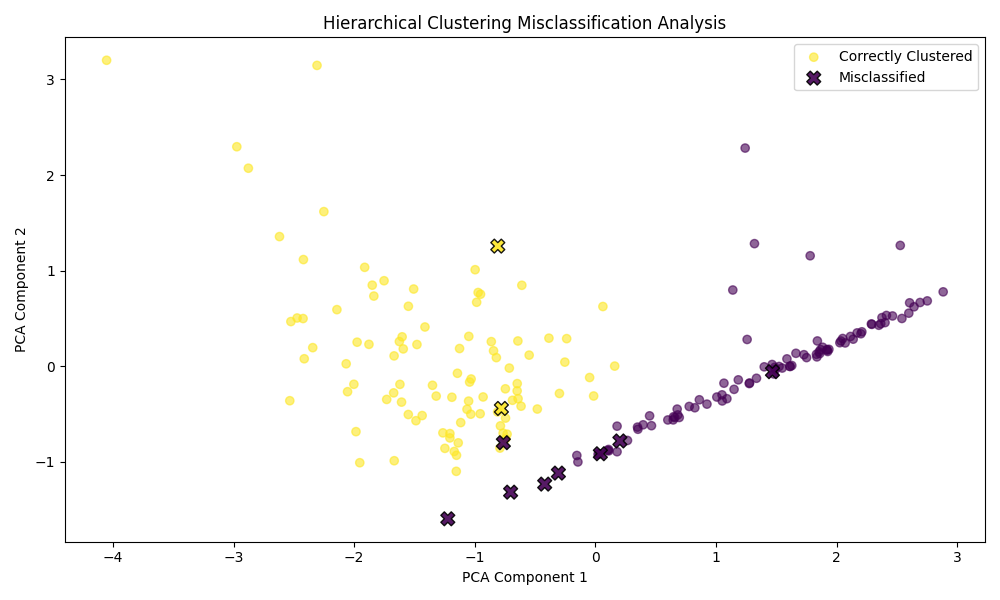 Hierarchical Clustering Misclassification Analysis
Correctly Clustered
Misclassified
PCA Component 2
3
2
1
0
−1
−4
−3
−2
−1
0
1
2
3
PCA Component 1